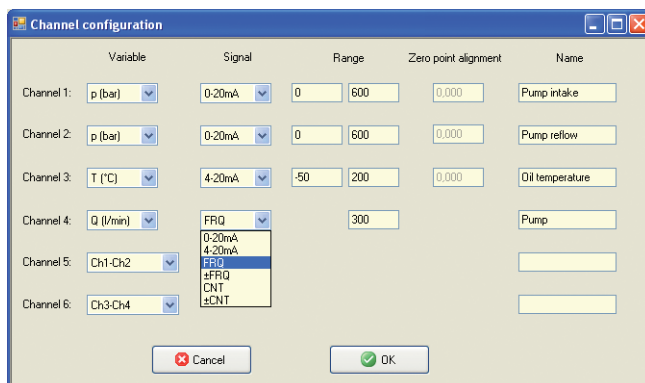 Channel configuration
Variable Signal Range Zero point alignment Name
Channel 1: p (bar) 0-20mA 0 600 0,000 Pump intake
Channel 2: p (bar) 0-20mA 0 600 0,000 Pump reflow
Channel 3: T (°C) 4-20mA -50 200 0,000 Oil temperature
Channel 4: Q (l/min) FRQ 300 Pump
0-20mA
4-20mA
FRQ
±FRQ
CNT
±CNT
Channel 5: Ch1-Ch2
Channel 6: Ch3-Ch4
Cancel OK